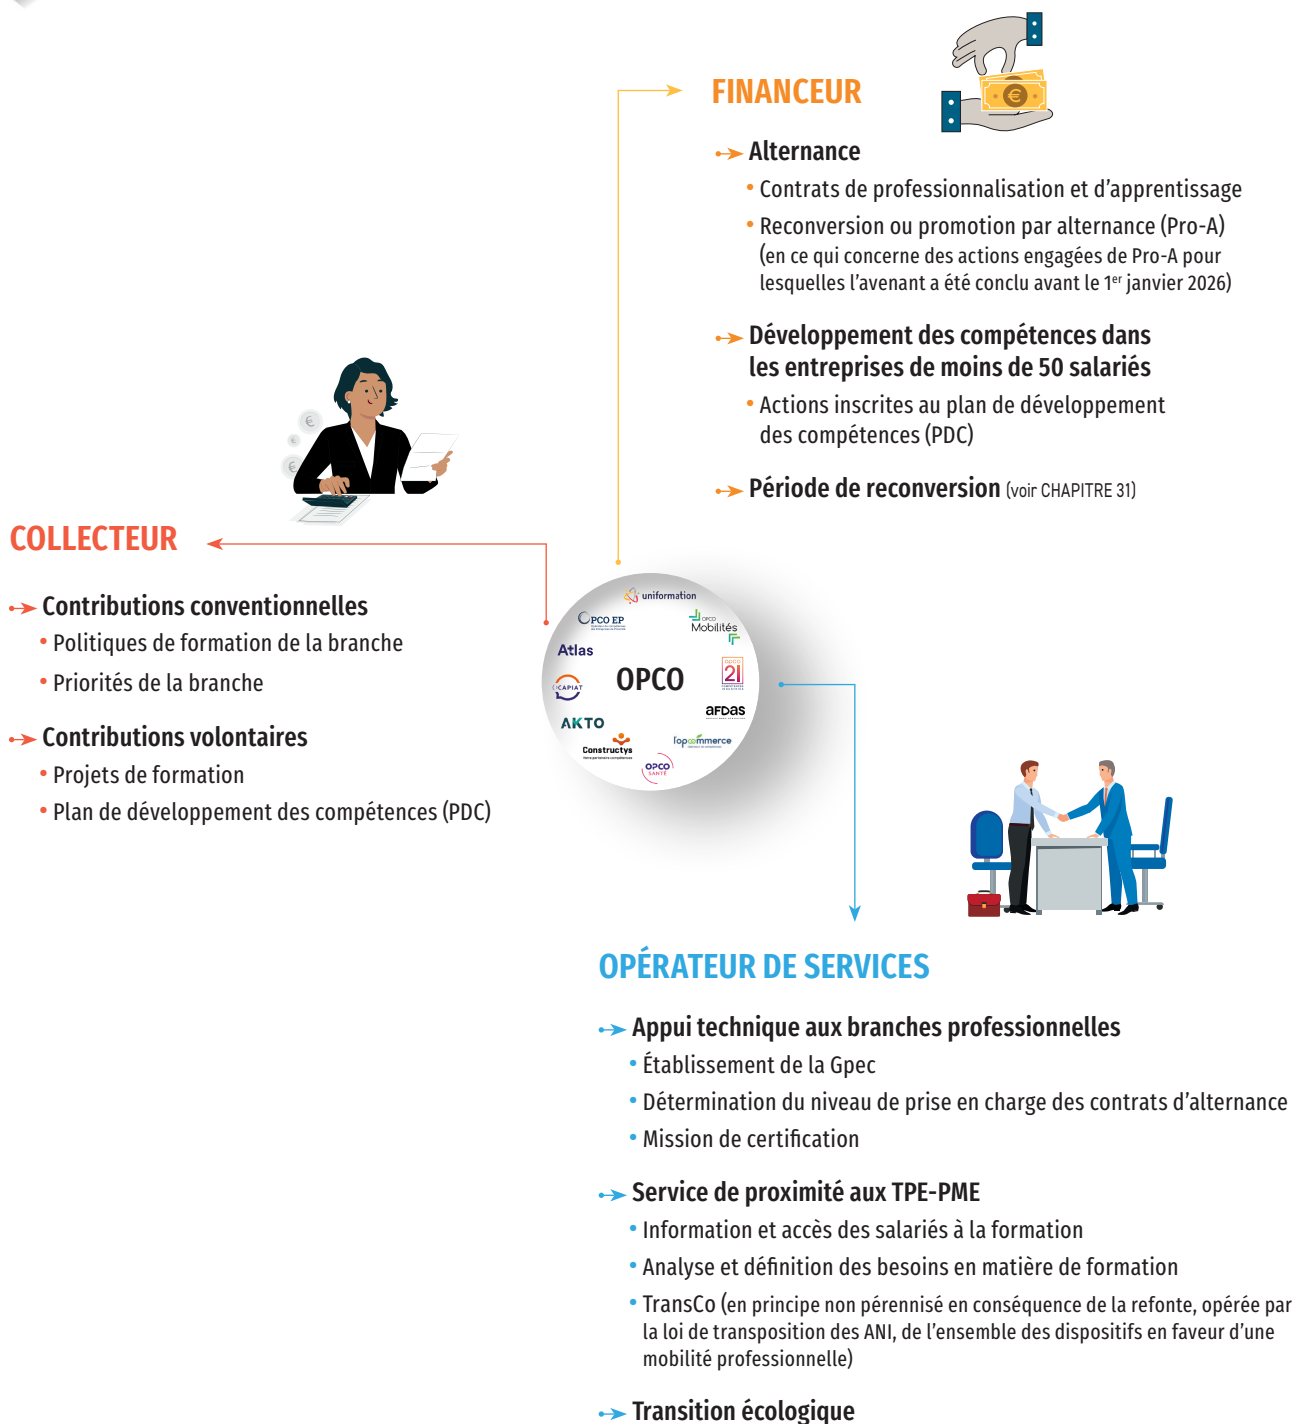 FINANCEUR
Alternance
• Contrats de professionnalisation et d’apprentissage
• Reconversion ou promotion par alternance (Pro-A)
(en ce qui concerne des actions engagées de Pro-A pour
lesquelles l’avenant a été conclu avant le 1er janvier 2026)
Développement des compétences dans
les entreprises de moins de 50 salariés
• Actions inscrites au plan de développement
des compétences (PDC)
Période de reconversion (voir CHAPITRE 31)
COLLECTEUR
Contributions conventionnelles
• Politiques de formation de la branche
• Priorités de la branche
Contributions volontaires
• Projets de formation
• Plan de développement des compétences (PDC)
uniformation
OPCO EP
OPCO
Mobilités
Atlas
OPCO
opco
2I
OCAPIAT
AKTO
afdas
Constructys
l'opcommerce
OPCO
SANTÉ
OPÉRATEUR DE SERVICES
Appui technique aux branches professionnelles
• Établissement de la Gpec
• Détermination du niveau de prise en charge des contrats d’alternance
• Mission de certification
Service de proximité aux TPE-PME
• Information et accès des salariés à la formation
• Analyse et définition des besoins en matière de formation
• TransCo (en principe non pérennisé en conséquence de la refonte, opérée par
la loi de transposition des ANI, de l’ensemble des dispositifs en faveur d’une
mobilité professionnelle)
Transition écologique